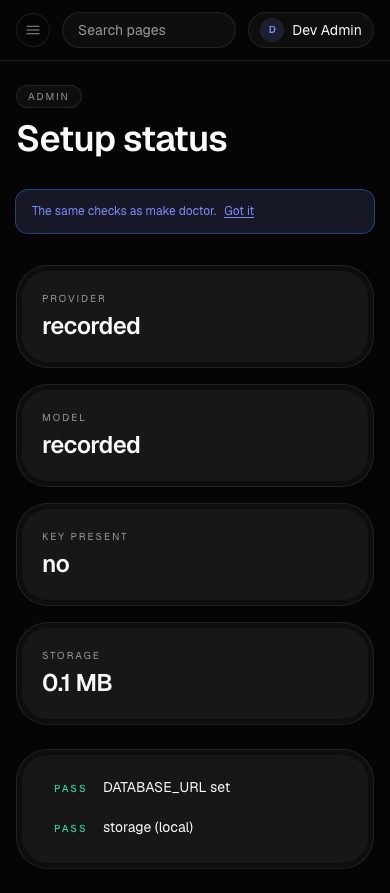 Search pages
D
Dev Admin
ADMIN
Setup status
The same checks as make doctor. Got it
PROVIDER
recorded
MODEL
recorded
KEY PRESENT
no
STORAGE
0.1 MB
PASS DATABASE_URL set
PASS storage (local)